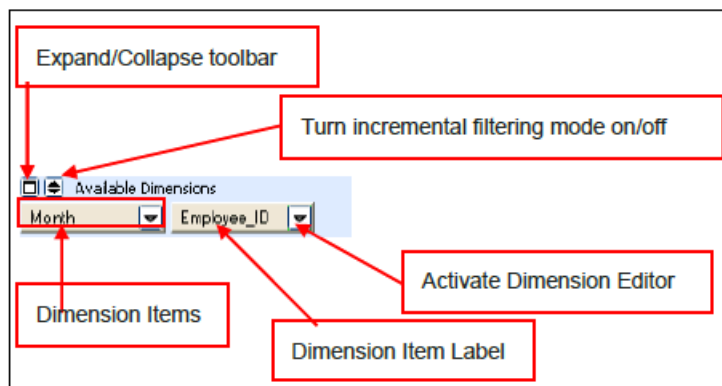 Expand/Collapse toolbar
Turn incremental filtering mode on/off
Available Dimensions
Month
Employee_ID
Activate Dimension Editor
Dimension Items
Dimension Item Label